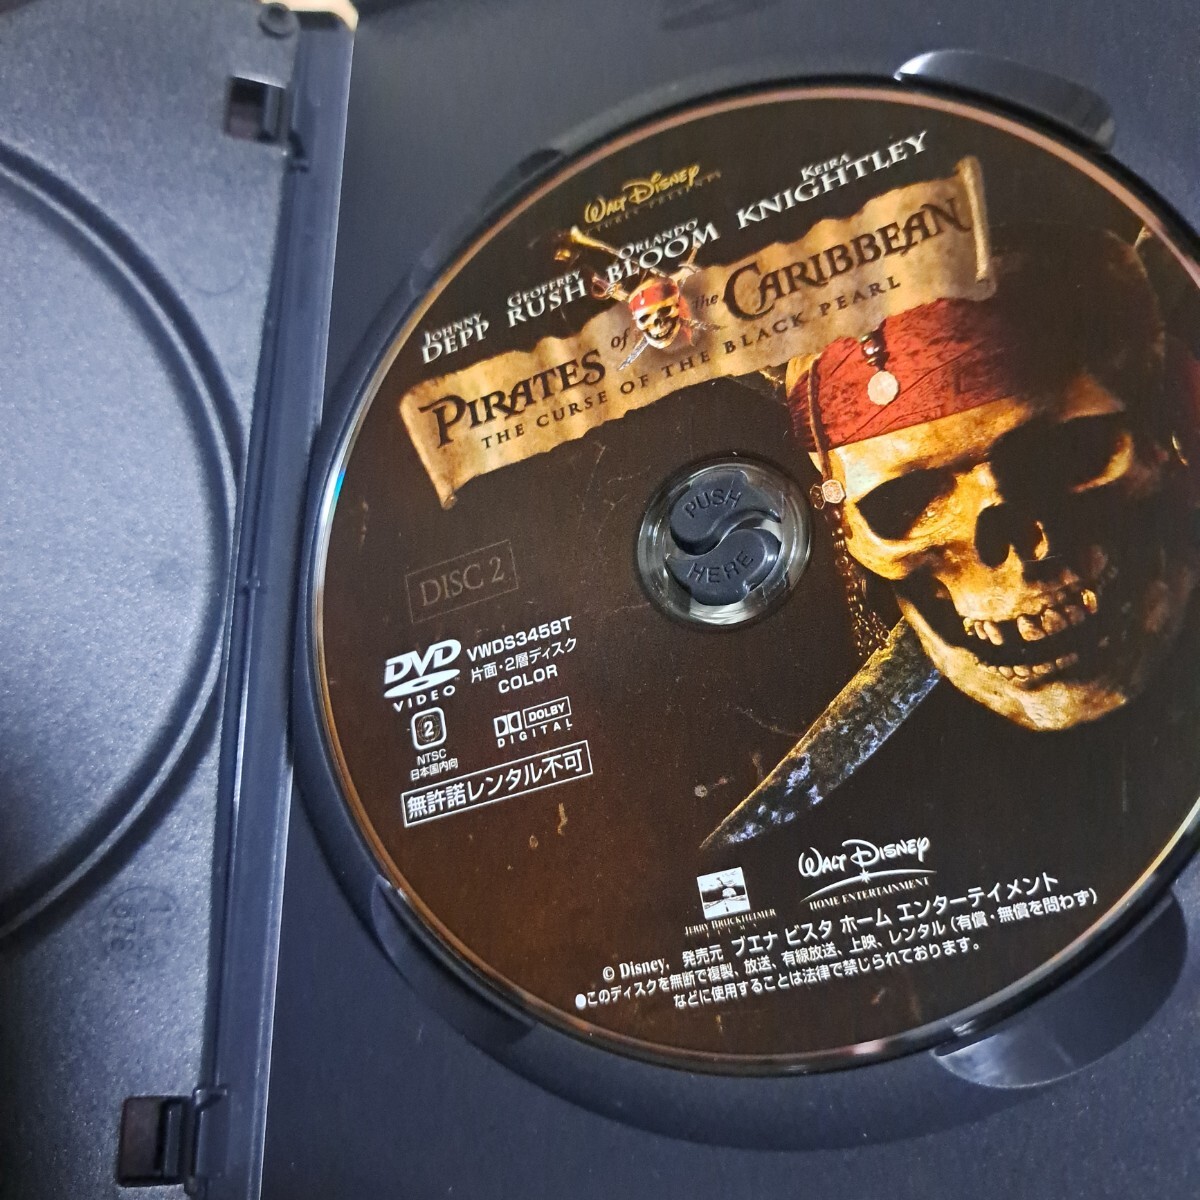 WALT DISNEY
PICTURES PRESENTS
JOHNNY DEPP
GEOFFREY RUSH
ORLANDO BLOOM
KEIRA KNIGHTLEY
PIRATES of the CARIBBEAN
THE CURSE OF THE BLACK PEARL
PUSH
HERE
DISC 2
DVD VIDEO
VWDS3458T
片面・2層ディスク
COLOR
2
NTSC
日本国内向
DOLBY
DIGITAL
無許諾レンタル不可
JERRY BRUCKHEIMER
FILMS
WALT DISNEY
HOME ENTERTAINMENT
© Disney. 発売元 ブエナ ビスタ ホーム エンターテイメント
●このディスクを無断で複製、放送、有線放送、上映、レンタル(有償・無償を問わず)
などに使用することは法律で禁じられております。